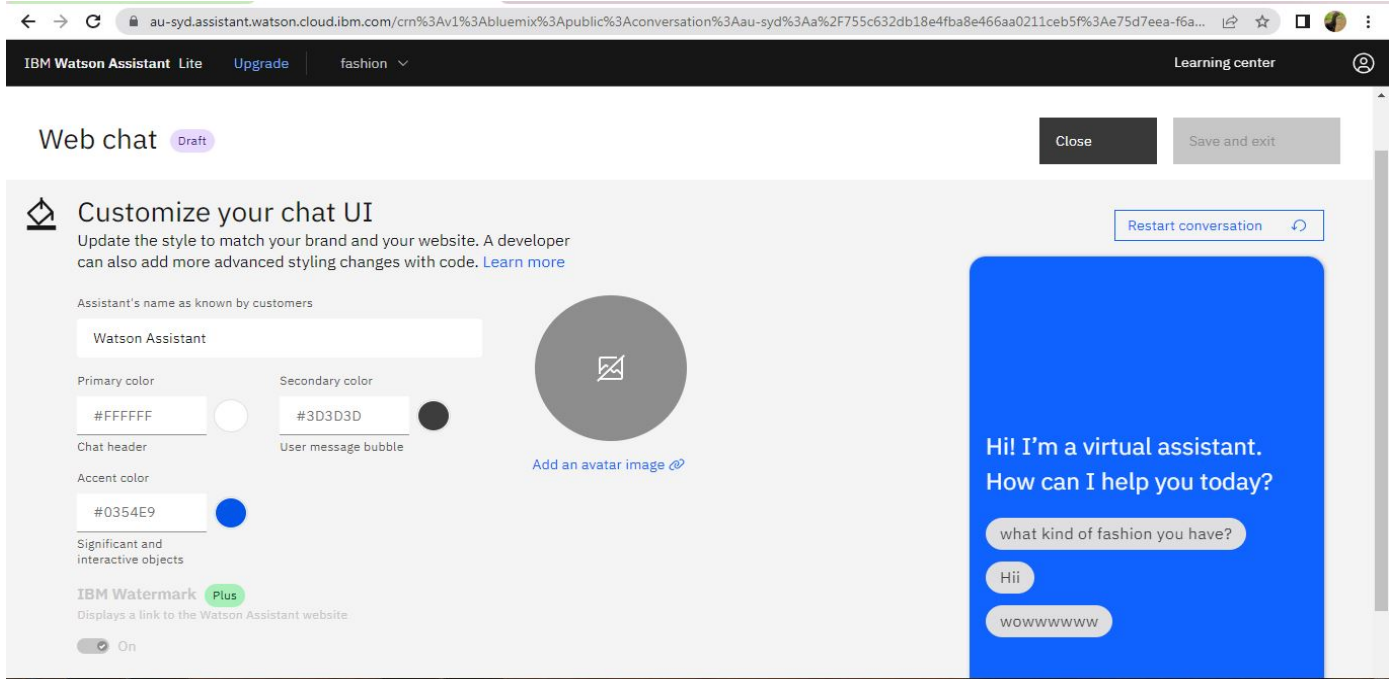 au-syd.assistant.watson.cloud.ibm.com/crn%3Av1%3Abluemix%3Apublic%3Aconversation%3Aau-syd%3Aa%2F755c632db18e4fba8e466aa0211ceb5f%3Ae75d7eea-f6a...
IBM Watson Assistant Lite Upgrade fashion Learning center
Web chat Draft Close Save and exit
Customize your chat UI
Update the style to match your brand and your website. A developer
can also add more advanced styling changes with code. Learn more
Assistant's name as known by customers
Watson Assistant
Primary color Secondary color
#FFFFFF #3D3D3D
Chat header User message bubble
Accent color
#0354E9
Significant and
interactive objects
IBM Watermark Plus
Displays a link to the Watson Assistant website
On
Add an avatar image
Restart conversation
Hi! I'm a virtual assistant.
How can I help you today?
what kind of fashion you have?
Hii
wowwwwww